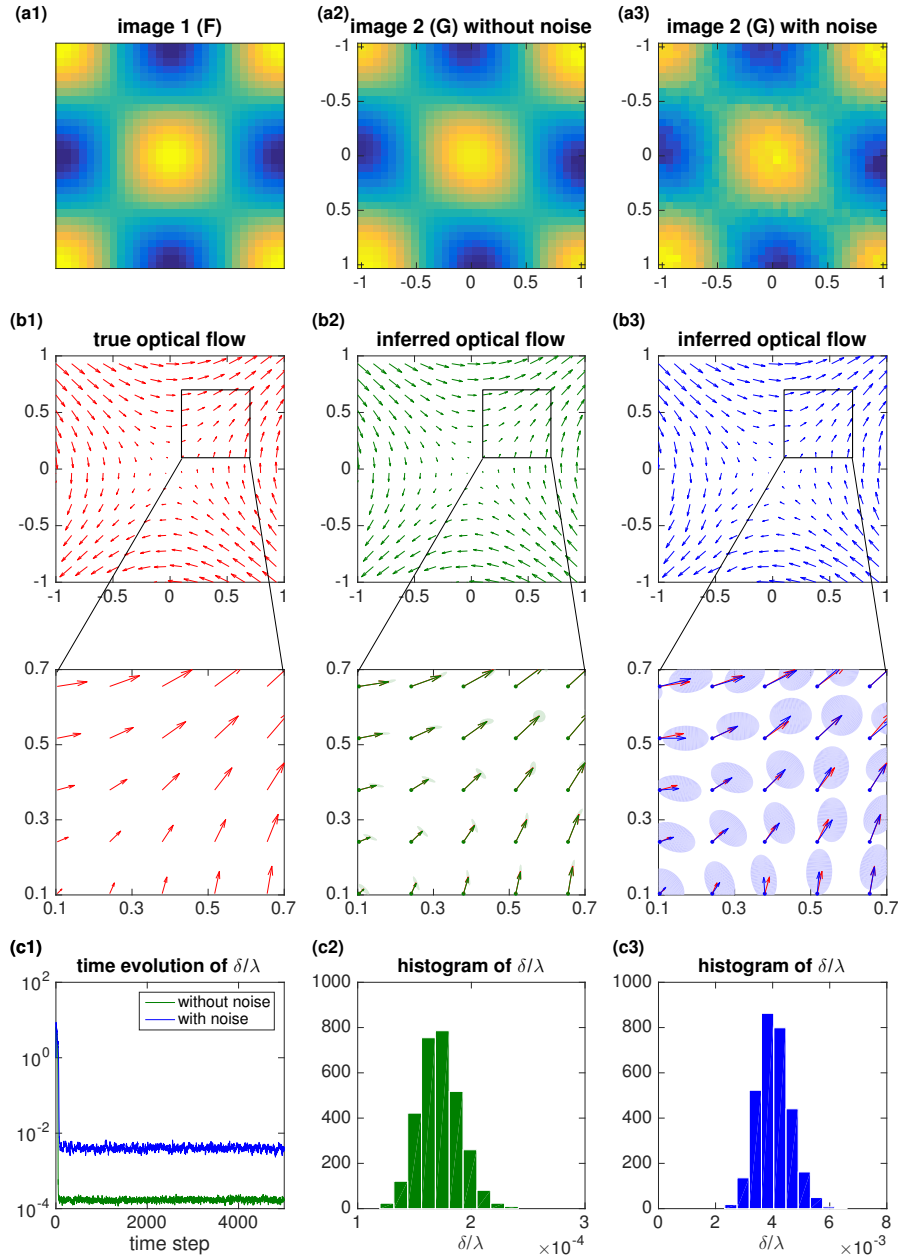 (a1)
image 1 (F)
(a2)
image 2 (G) without noise
(a3)
image 2 (G) with noise
-1
-0.5
0
0.5
1
-1 -0.5 0 0.5 1
-1
-0.5
0
0.5
1
-1 -0.5 0 0.5 1
(b1)
true optical flow
(b2)
inferred optical flow
(b3)
inferred optical flow
1
0.5
0
-0.5
-1
-1 -0.5 0 0.5 1
1
0.5
0
-0.5
-1
-1 -0.5 0 0.5 1
1
0.5
0
-0.5
-1
-1 -0.5 0 0.5 1
0.7
0.5
0.3
0.1
0.1 0.3 0.5 0.7
0.7
0.5
0.3
0.1
0.1 0.3 0.5 0.7
0.7
0.5
0.3
0.1
0.1 0.3 0.5 0.7
(c1)
time evolution of δ/λ
10²
10⁰
10⁻²
10⁻⁴
without noise
with noise
0 2000 4000
time step
(c2)
histogram of δ/λ
1000
800
600
400
200
0
1 2 3
δ/λ
×10⁻⁴
(c3)
histogram of δ/λ
1000
800
600
400
200
0
0 2 4 6 8
δ/λ
×10⁻³